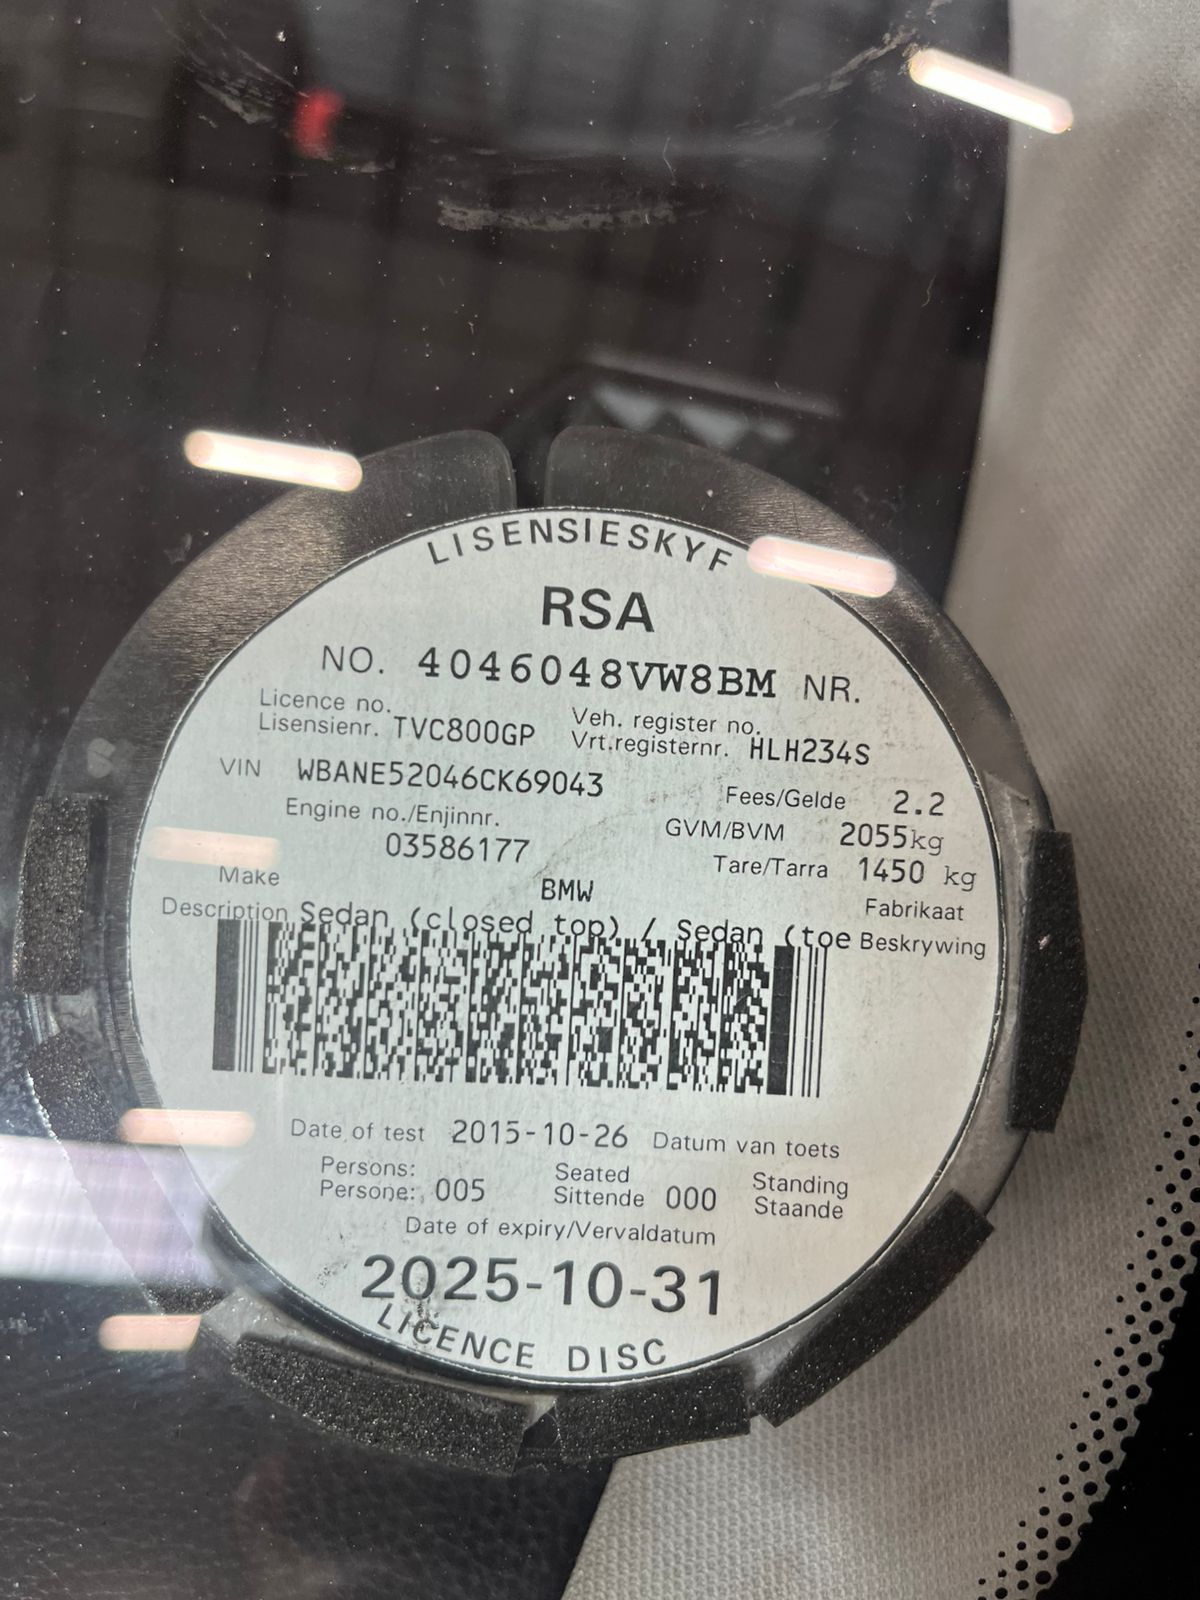 LISENSIESKYF
RSA
NO. 4046048VW8BM NR.
Licence no.
Lisensienr. TVC800GP
Veh. register no.
Vrt.registernr. HLH234S
VIN WBANE52046CK69043
Fees/Gelde 2.2
Engine no./Enjinnr.
03586177
GVM/BVM 2055kg
Tare/Tarra 1450 kg
Make BMW Fabrikaat
Description Sedan (closed top) / Sedan (toe Beskrywing
Date of test 2015-10-26 Datum van toets
Persons:
Persone: 005
Seated
Sittende 000
Standing
Staande
Date of expiry/Vervaldatum
2025-10-31
LICENCE DISC